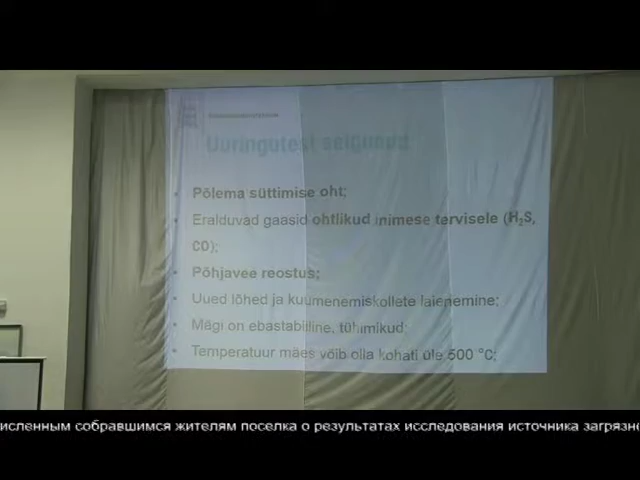 Uuringutest selgunud
Põlema süttimise oht;
Eralduvad gaasid ohtlikud inimese tervisele (H₂S,
CO);
Põhjavee reostus;
Uued lõhed ja kuumenemiskollete laienemine;
Mägi on ebastabiilne, tühimikud;
Temperatuur mäes võib olla kohati üle 500 °C;
исленным собравшимся жителям поселка о результатах исследования источника загрязне